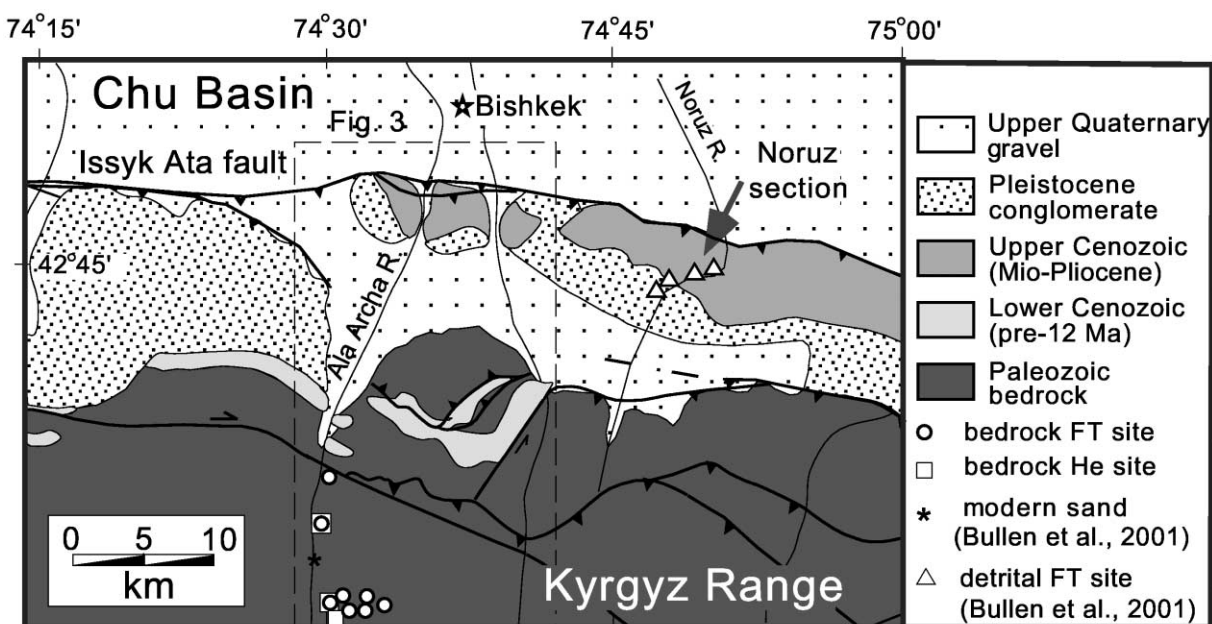 74°15' 74°30' 74°45' 75°00'
Chu Basin
Bishkek
Fig. 3
Issyk Ata fault
Noruz R.
Noruz
section
42°45'
Ala Archa R.
0 5 10
km
Kyrgyz Range
Upper Quaternary
gravel
Pleistocene
conglomerate
Upper Cenozoic
(Mio-Pliocene)
Lower Cenozoic
(pre-12 Ma)
Paleozoic
bedrock
bedrock FT site
bedrock He site
modern sand
(Bullen et al., 2001)
detrital FT site
(Bullen et al., 2001)